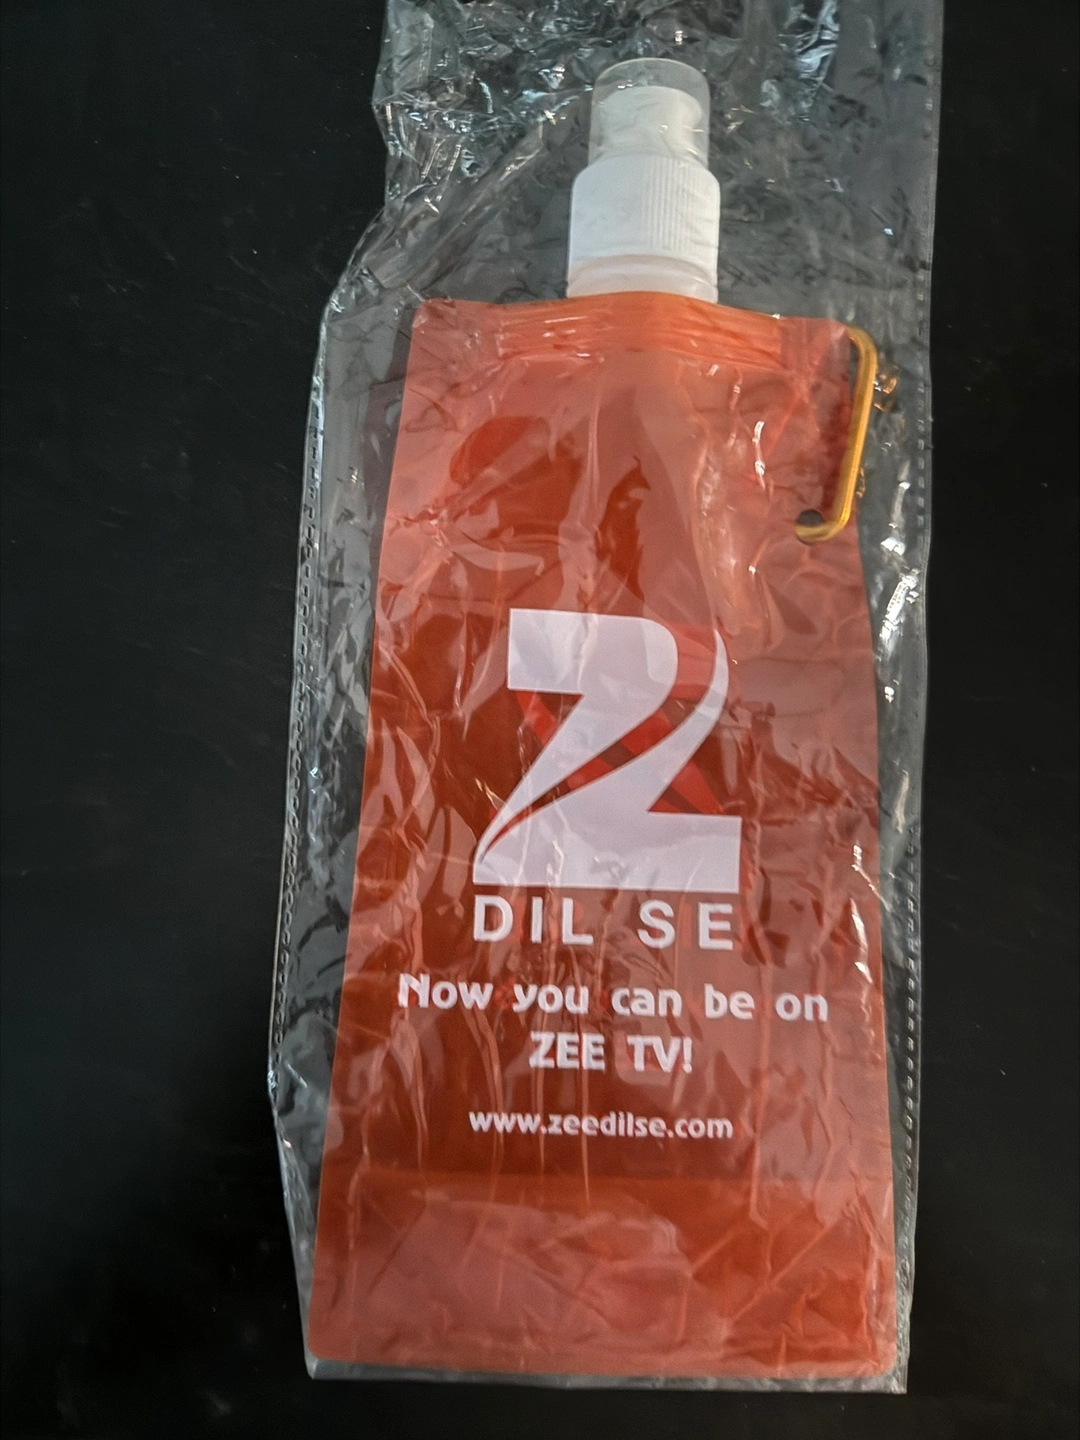 Z
DIL SE
Now you can be on
ZEE TV!
www.zeedilse.com